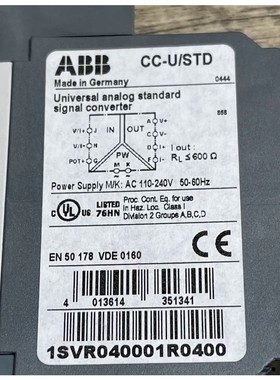 ABB CC-U/STD
Made in Germany 0444
Universal analog standard
signal converter
IN OUT
V/I+ J A U+
V/I- H C U-
POT+ G D I+
F I-
I out:
RL ≤ 600 Ω
PW
M K
Power Supply M/K: AC 110-240V 50-60Hz
C UL US LISTED 76HN
Proc. Cont. Eq. for use
in Haz. Loc. Class I
Division 2 Groups A,B,C,D
EN 50 178 VDE 0160
CE
4 013614 351341
1SVR040001R0400